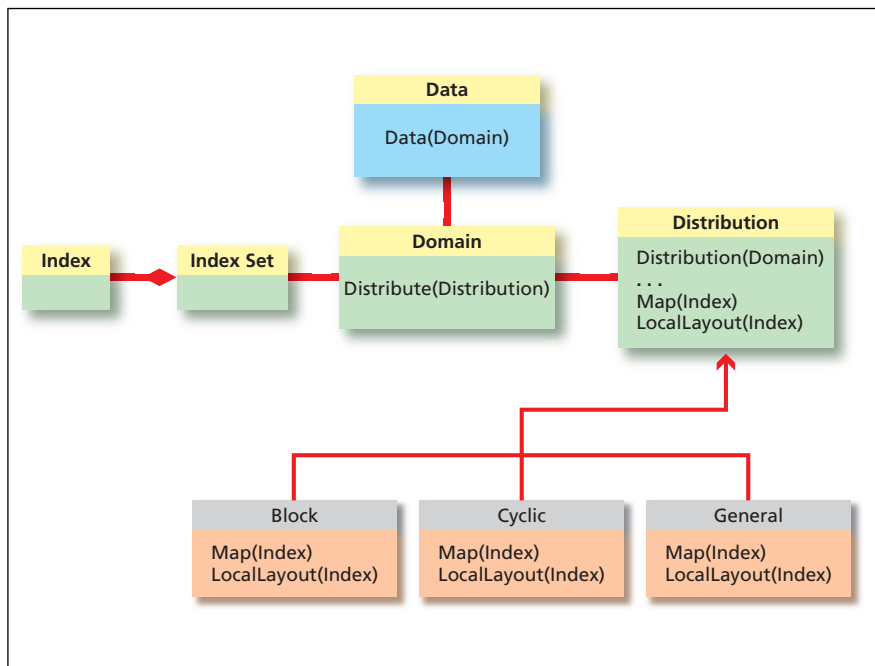 Data
Data(Domain)
Index
Index Set
Domain
Distribute(Distribution)
Distribution
Distribution(Domain)
. . .
Map(Index)
LocalLayout(Index)
Block
Map(Index)
LocalLayout(Index)
Cyclic
Map(Index)
LocalLayout(Index)
General
Map(Index)
LocalLayout(Index)